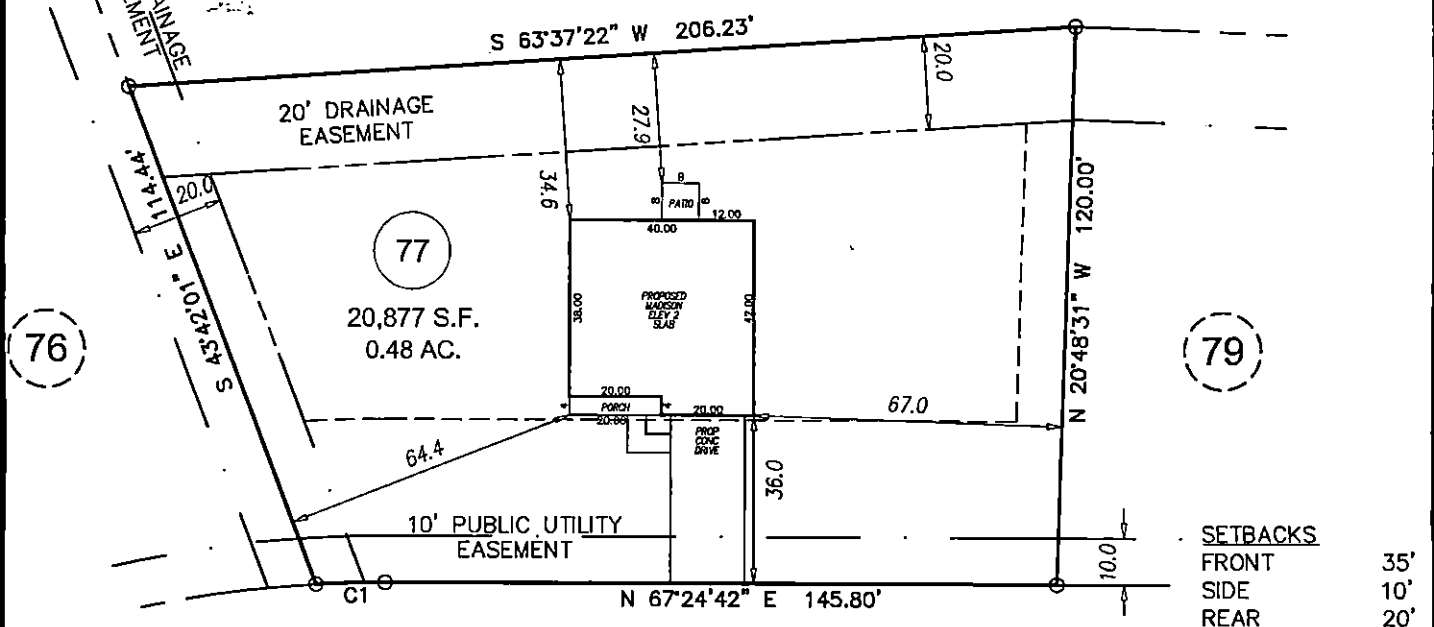 DRAINAGE
EASEMENT
S 63°37'22" W 206.23'
20' DRAINAGE
EASEMENT
20.0
27.9
34.6
S 43°42'01" E 114.44'
20.0
77
20,877 S.F.
0.48 AC.
76
79
8
8
PATIO
8
12.00
40.00
PROPOSED
MADISON
ELEV 2
SLAB
38.00
42.00
N 20°48'31" W 120.00'
20.00
4
PORCH
4
20.00
20.00
PROP
CONC
DRIVE
67.0
64.4
36.0
10' PUBLIC UTILITY
EASEMENT
10.0
C1
N 67°24'42" E 145.80'
SETBACKS
FRONT 35'
SIDE 10'
REAR 20'